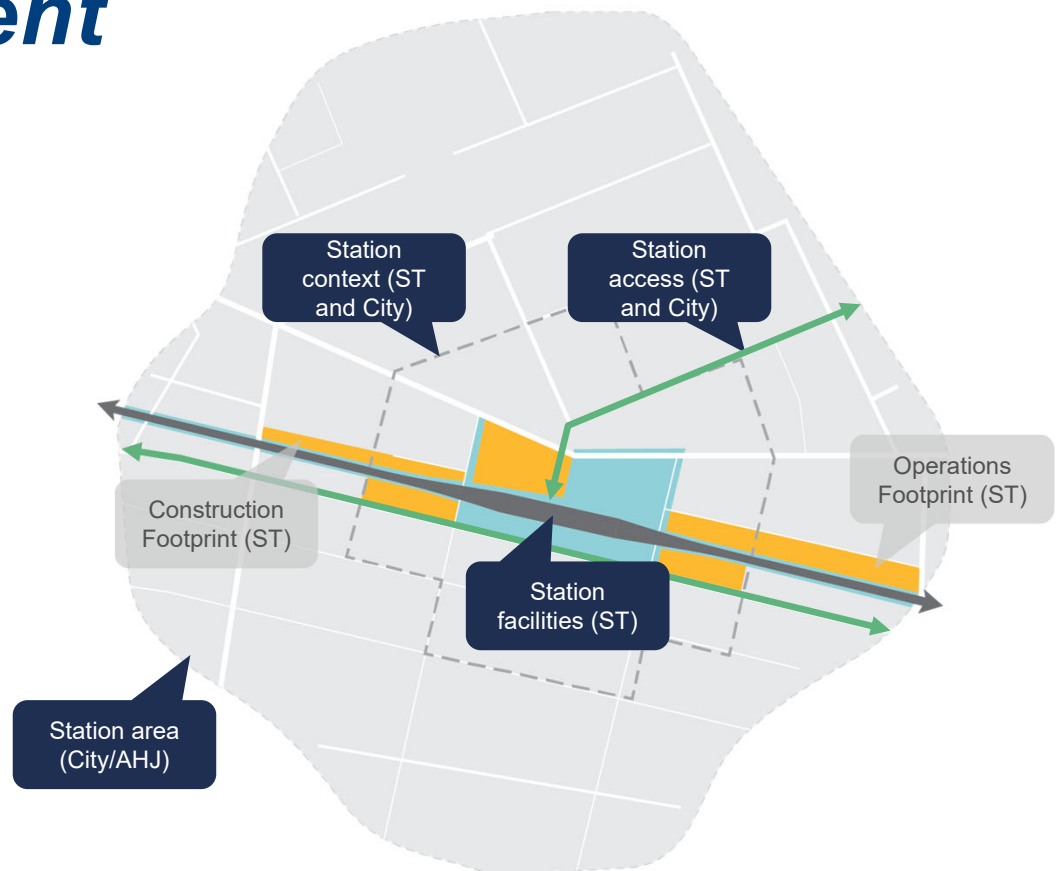 ent
Station
context (ST
and City)
Station
access (ST
and City)
Operations
Footprint (ST)
Construction
Footprint (ST)
Station
facilities (ST)
Station area
(City/AHJ)